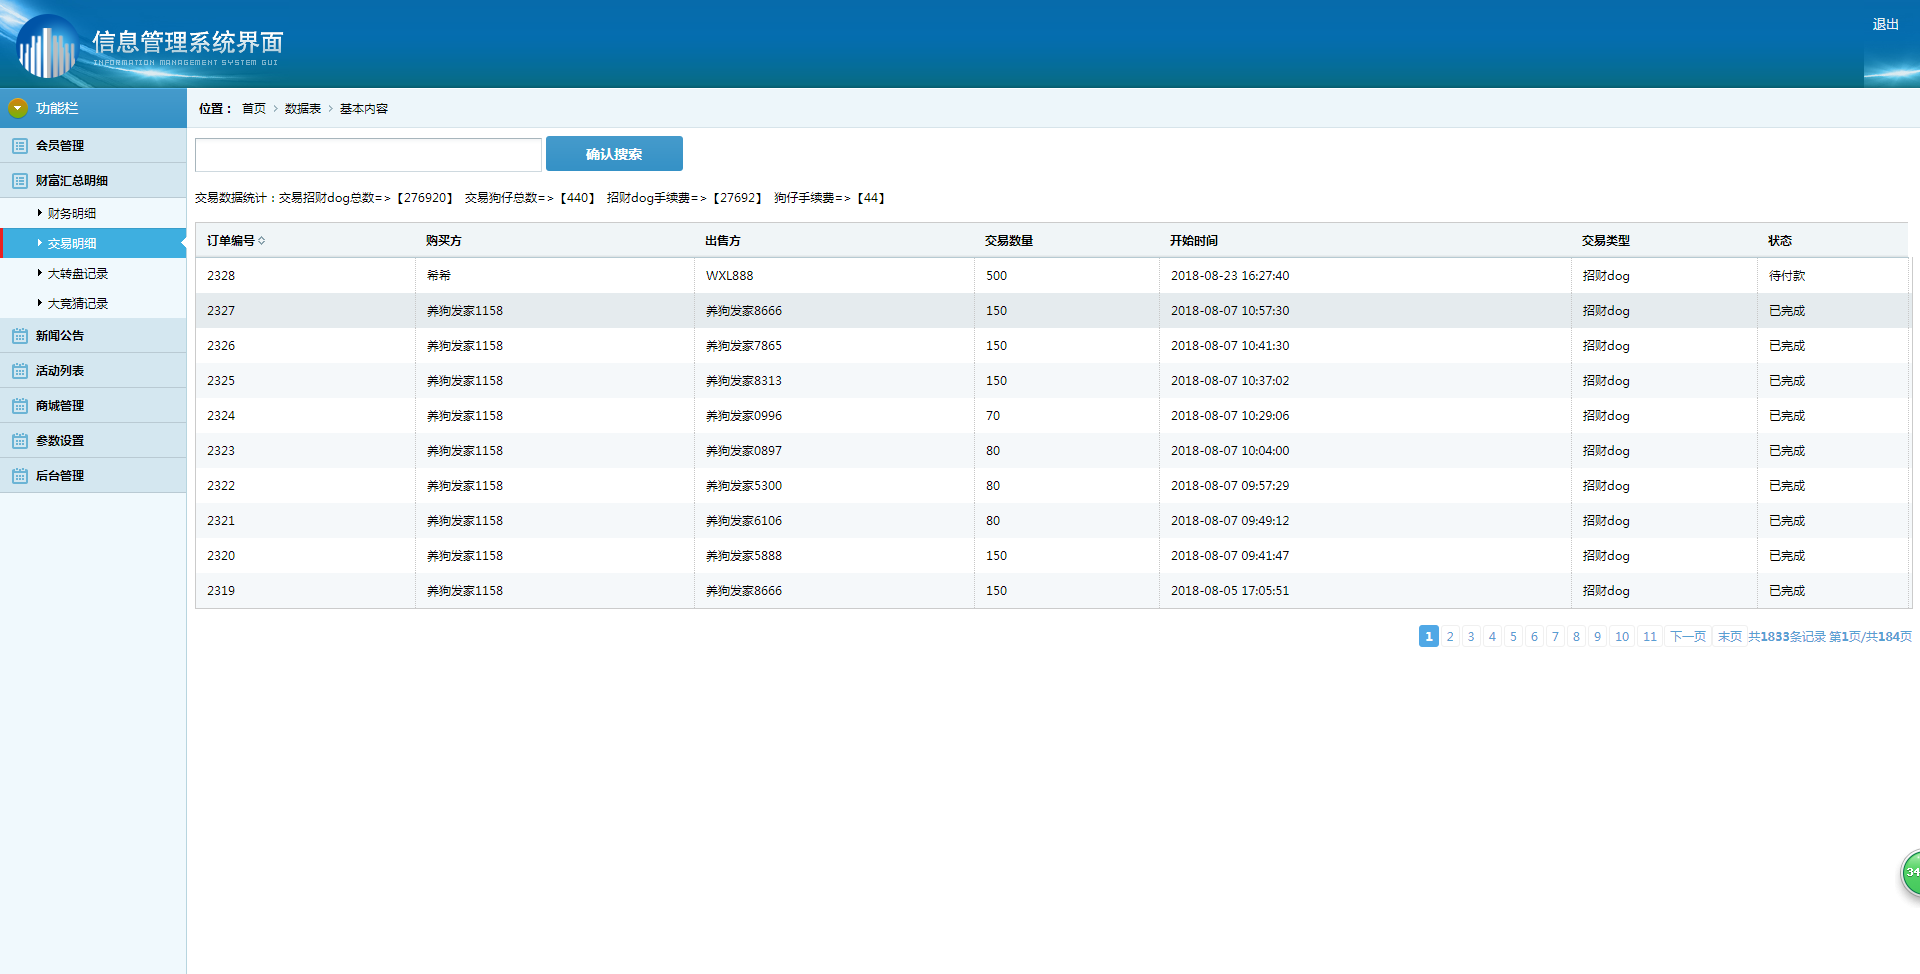 信息管理系统界面
INFORMATION MANAGEMENT SYSTEM GUI
退出
功能栏
会员管理
财富汇总明细
财务明细
交易明细
大转盘记录
大竞猜记录
新闻公告
活动列表
商城管理
参数设置
后台管理
位置： 首页 > 数据表 > 基本内容
确认搜索
交易数据统计：交易招财dog总数=>【276920】 交易狗仔总数=>【440】 招财dog手续费=>【27692】 狗仔手续费=>【44】
订单编号 购买方 出售方 交易数量 开始时间 交易类型 状态
2328 希希 WXL888 500 2018-08-23 16:27:40 招财dog 待付款
2327 养狗发家1158 养狗发家8666 150 2018-08-07 10:57:30 招财dog 已完成
2326 养狗发家1158 养狗发家7865 150 2018-08-07 10:41:30 招财dog 已完成
2325 养狗发家1158 养狗发家8313 150 2018-08-07 10:37:02 招财dog 已完成
2324 养狗发家1158 养狗发家0996 70 2018-08-07 10:29:06 招财dog 已完成
2323 养狗发家1158 养狗发家0897 80 2018-08-07 10:04:00 招财dog 已完成
2322 养狗发家1158 养狗发家5300 80 2018-08-07 09:57:29 招财dog 已完成
2321 养狗发家1158 养狗发家6106 80 2018-08-07 09:49:12 招财dog 已完成
2320 养狗发家1158 养狗发家5888 150 2018-08-07 09:41:47 招财dog 已完成
2319 养狗发家1158 养狗发家8666 150 2018-08-05 17:05:51 招财dog 已完成
1 2 3 4 5 6 7 8 9 10 11 下一页 末页 共1833条记录 第1页/共184页
34